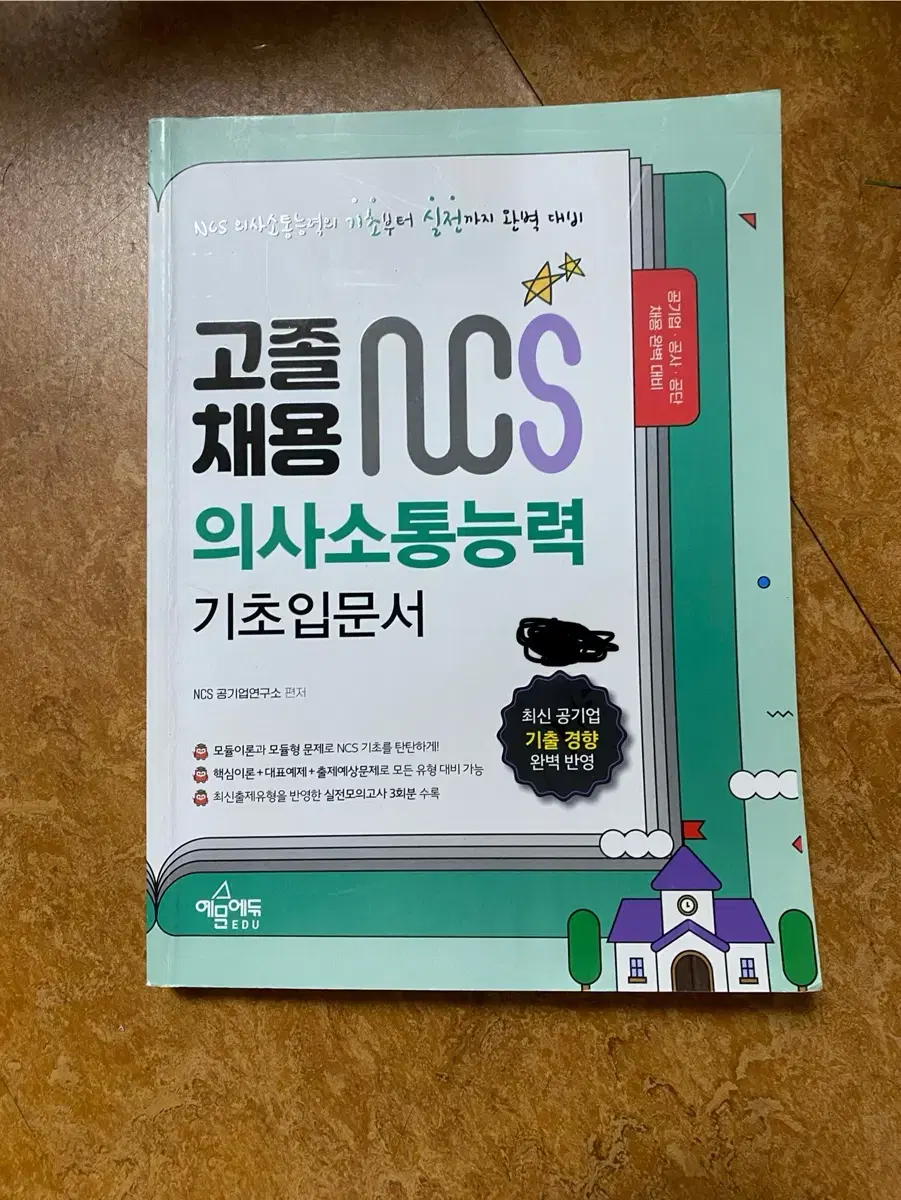 NCS 의사소통능력의 기초부터 실전까지 완벽 대비
공기업·공사·공단
채용 완벽 대비
고졸
채용
NCS
의사소통능력
기초입문서
NCS 공기업연구소 편저
최신 공기업
기출 경향
완벽 반영
모듈이론과 모듈형 문제로 NCS 기초를 탄탄하게!
핵심이론+대표예제+출제예상문제로 모든 유형 대비 가능
최신출제유형을 반영한 실전모의고사 3회분 수록
예문에듀
EDU